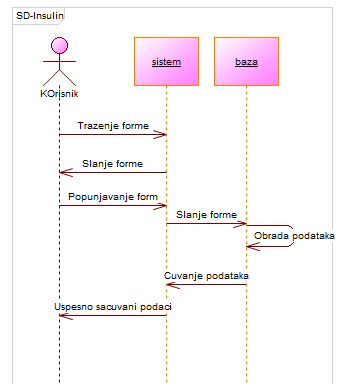 SD-Insulin
sistem
baza
KOrisnik
Trazenje forme
Slanje forme
Popunjavanje form
Slanje forme
Obrada podataka
Cuvanje podataka
Uspesno sacuvani podaci